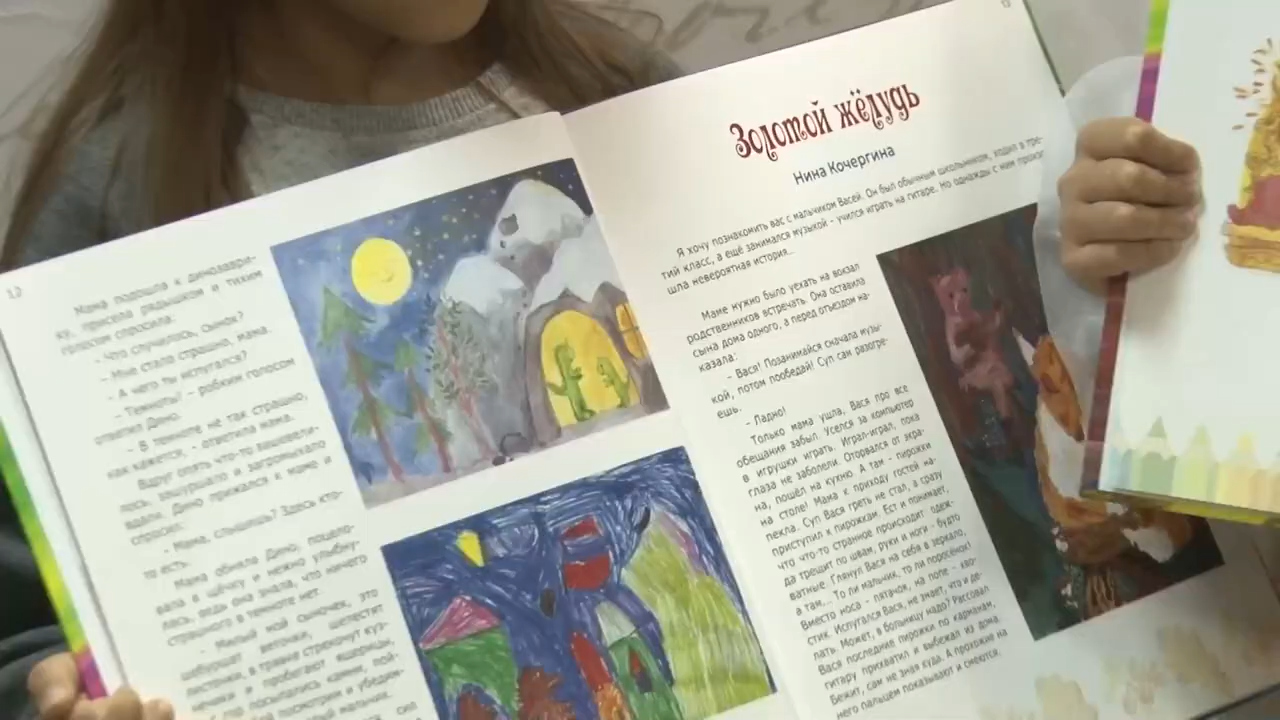 12
Мама подошла к динозаври-
ку, присела рядышком и тихим
голосом спросила:
- Что случилось, сынок?
- Мне стало страшно, мама.
- А чего ты испугался?
- Темноты! - робким голосом
ответил Дино.
- В темноте не так страшно,
как кажется, - ответила мама.
Вдруг опять что-то зашевели-
лось, зашуршало и загромыхало
вдали. Дино прижался к маме и
спросил:
- Мама, слышишь? Здесь кто-
то есть.
Мама обняла Дино, поцело-
вала в щёчку и нежно улыбну-
лась, ведь она знала, что ничего
странного в темноте нет.
- Милый мой сыночек, это
шелестят
листочки, в траве стрекочут куз-
нечики и пробегают ящерицы.
посыпались камни, пой-
посмотрим и убедим-
мальчик.
сил
Золотой жёлудь
Нина Кочергина
Я хочу познакомить вас с мальчиком Васей. Он был обычным школьником, ходил в тре-
тий класс, а ещё занимался музыкой - учился играть на гитаре. Но однажды с ним произо
шла невероятная история...
Маме нужно было уехать на вокзал
родственников встречать. Она оставила
сына дома одного, а перед отъездом на-
казала:
- Вася! Позанимайся сначала музы-
кой, потом пообедай! Суп сам разогре-
ешь.
- Ладно!
Только мама ушла, Вася про все
обещания забыл. Уселся за компьютер
в игрушки играть. Играл-играл, пока
глаза не заболели. Оторвался от экра-
на, пошёл на кухню. А там - пирожки
на столе! Мама к приходу гостей на-
пекла. Суп Вася греть не стал, а сразу
приступил к пирожкам. Ест и понимает,
что что-то странное происходит: одеж-
да трещит по швам, руки и ноги - будто
ватные. Глянул Вася на себя в зеркало,
а там... То ли мальчик, то ли поросёнок!
Вместо носа - пятачок, на попе - хво-
стик. Испугался Вася, не знает, что и де-
лать. Может, в больницу надо? Рассовал
Вася последние пирожки по карманам,
гитару прихватил и выбежал из дома.
Бежит, сам не зная куда. А прохожие на
него пальцем показывают и смеются.